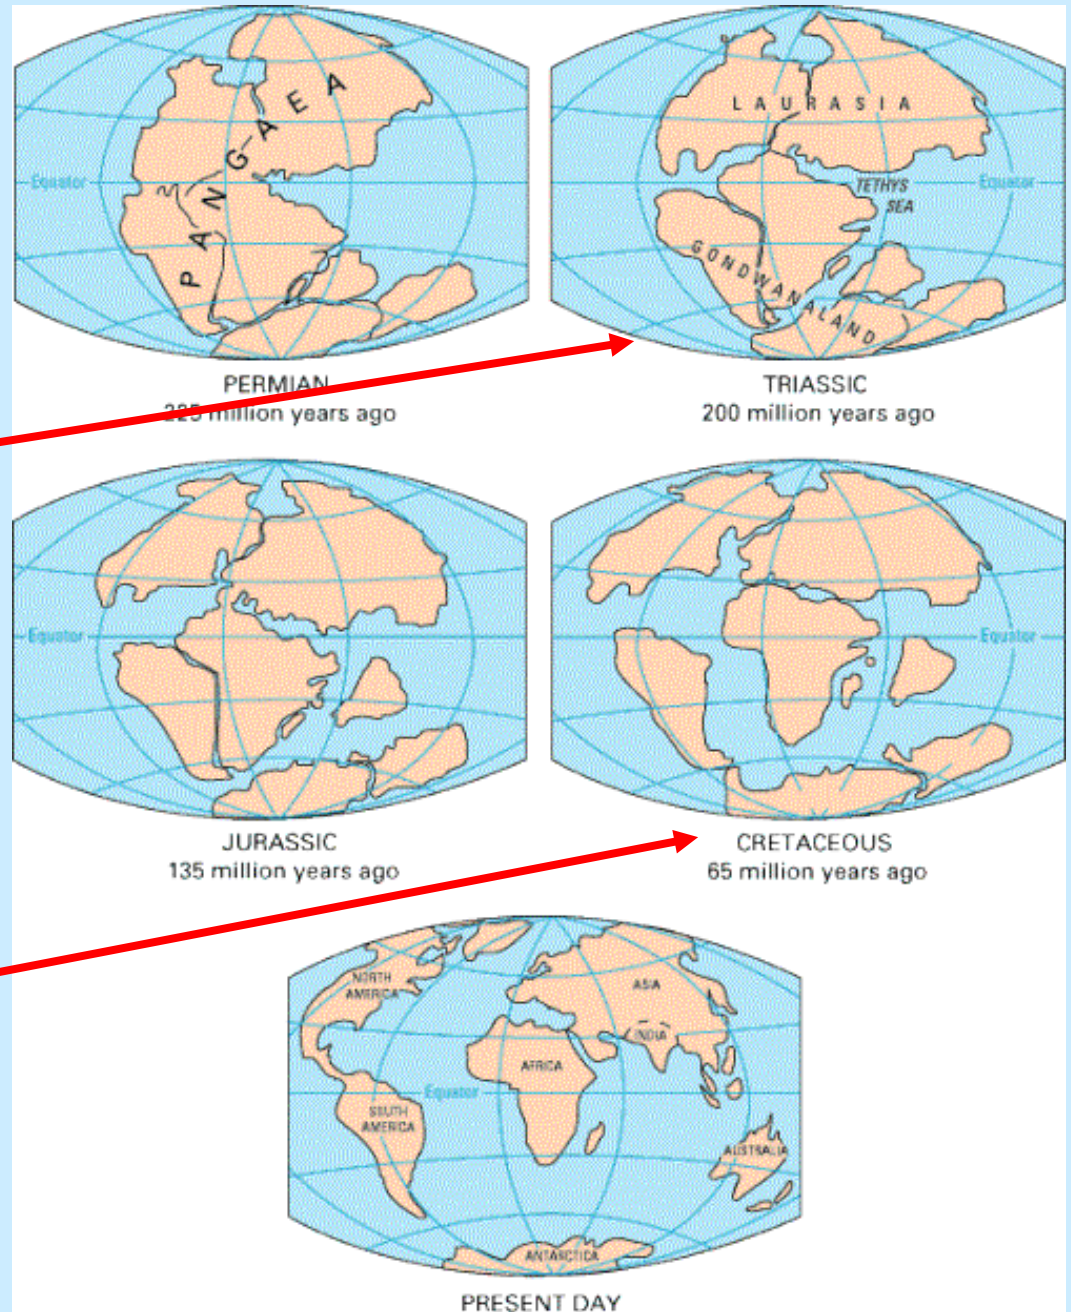 PANGAEA
Equator
PERMIAN
225 million years ago
LAURASIA
TETHYS
SEA
Equator
GONDWANALAND
TRIASSIC
200 million years ago
Equator
JURASSIC
135 million years ago
Equator
CRETACEOUS
65 million years ago
NORTH
AMERICA
ASIA
INDIA
AFRICA
Equator
SOUTH
AMERICA
AUSTRALIA
ANTARCTICA
PRESENT DAY